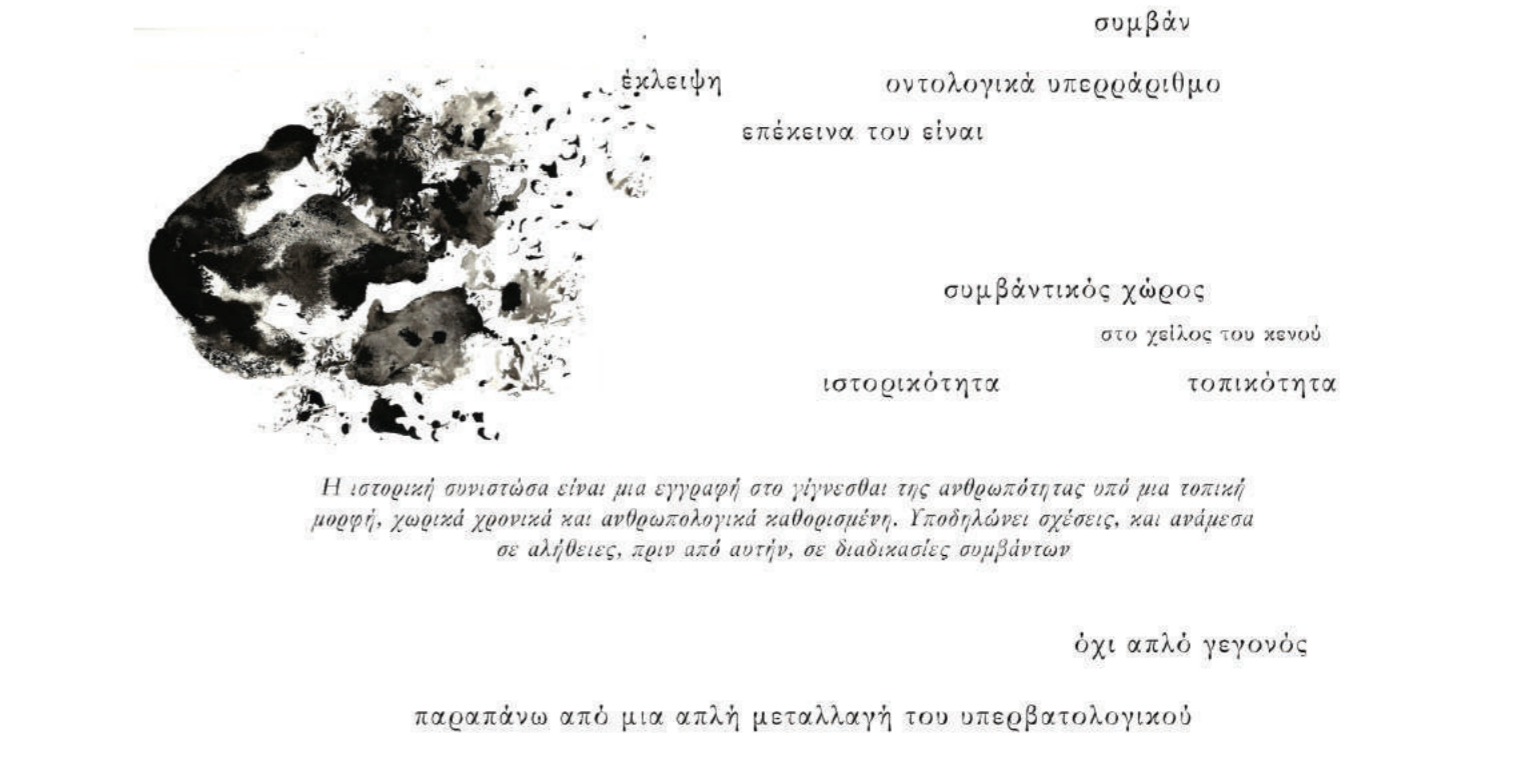 συμβάν
έκλειψη οντολογικά υπερράριθμο
επέκεινα του είναι
συμβάντικός χώρος
στο χείλος του κενού
ιστορικότητα τοπικότητα
Η ιστορική συνιστώσα είναι μια εγγραφή στο γίγνεσθαι της ανθρωπότητας υπό μια τοπική
μορφή, χωρικά χρονικά και ανθρωπολογικά καθορισμένη. Υποδηλώνει σχέσεις, και ανάμεσα
σε αλήθειες, πριν από αυτήν, σε διαδικασίες συμβάντων
όχι απλό γεγονός
παραπάνω από μια απλή μεταλλαγή του υπερβατολογικού